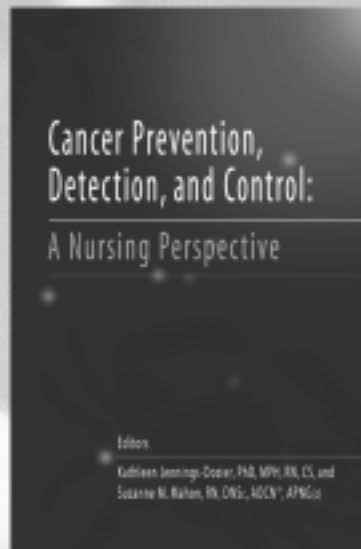 Cancer Prevention,
Detection, and Control:
A Nursing Perspective
Editors
Kathleen Jennings-Dozier, PhD, MPH, RN, CS, and
Suzanne M. Mahon, RN, DNSc, AOCN®, APNG(c)